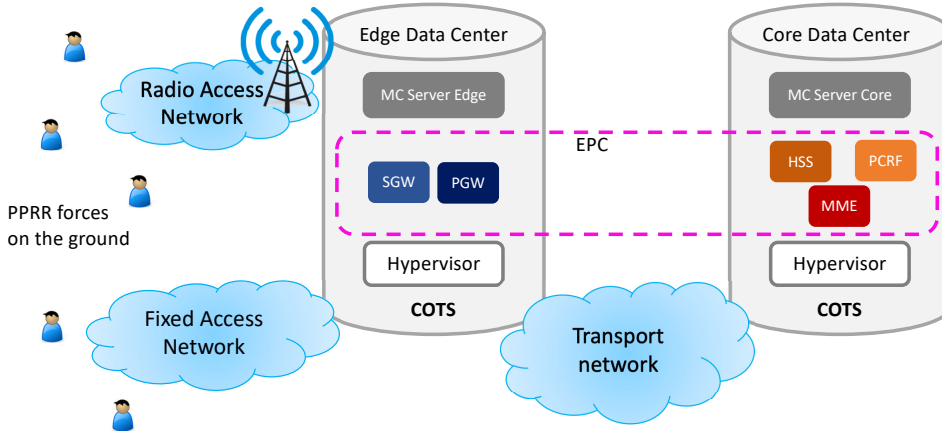 Edge Data Center
Core Data Center
Radio Access
Network
MC Server Edge
MC Server Core
EPC
SGW
PGW
HSS
PCRF
MME
PPRR forces
on the ground
Hypervisor
Hypervisor
COTS
COTS
Fixed Access
Network
Transport
network